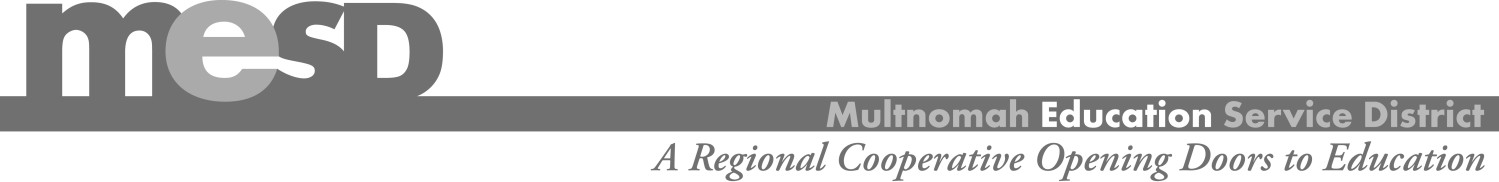 mesD
Multnomah Education Service District
A Regional Cooperative Opening Doors to Education